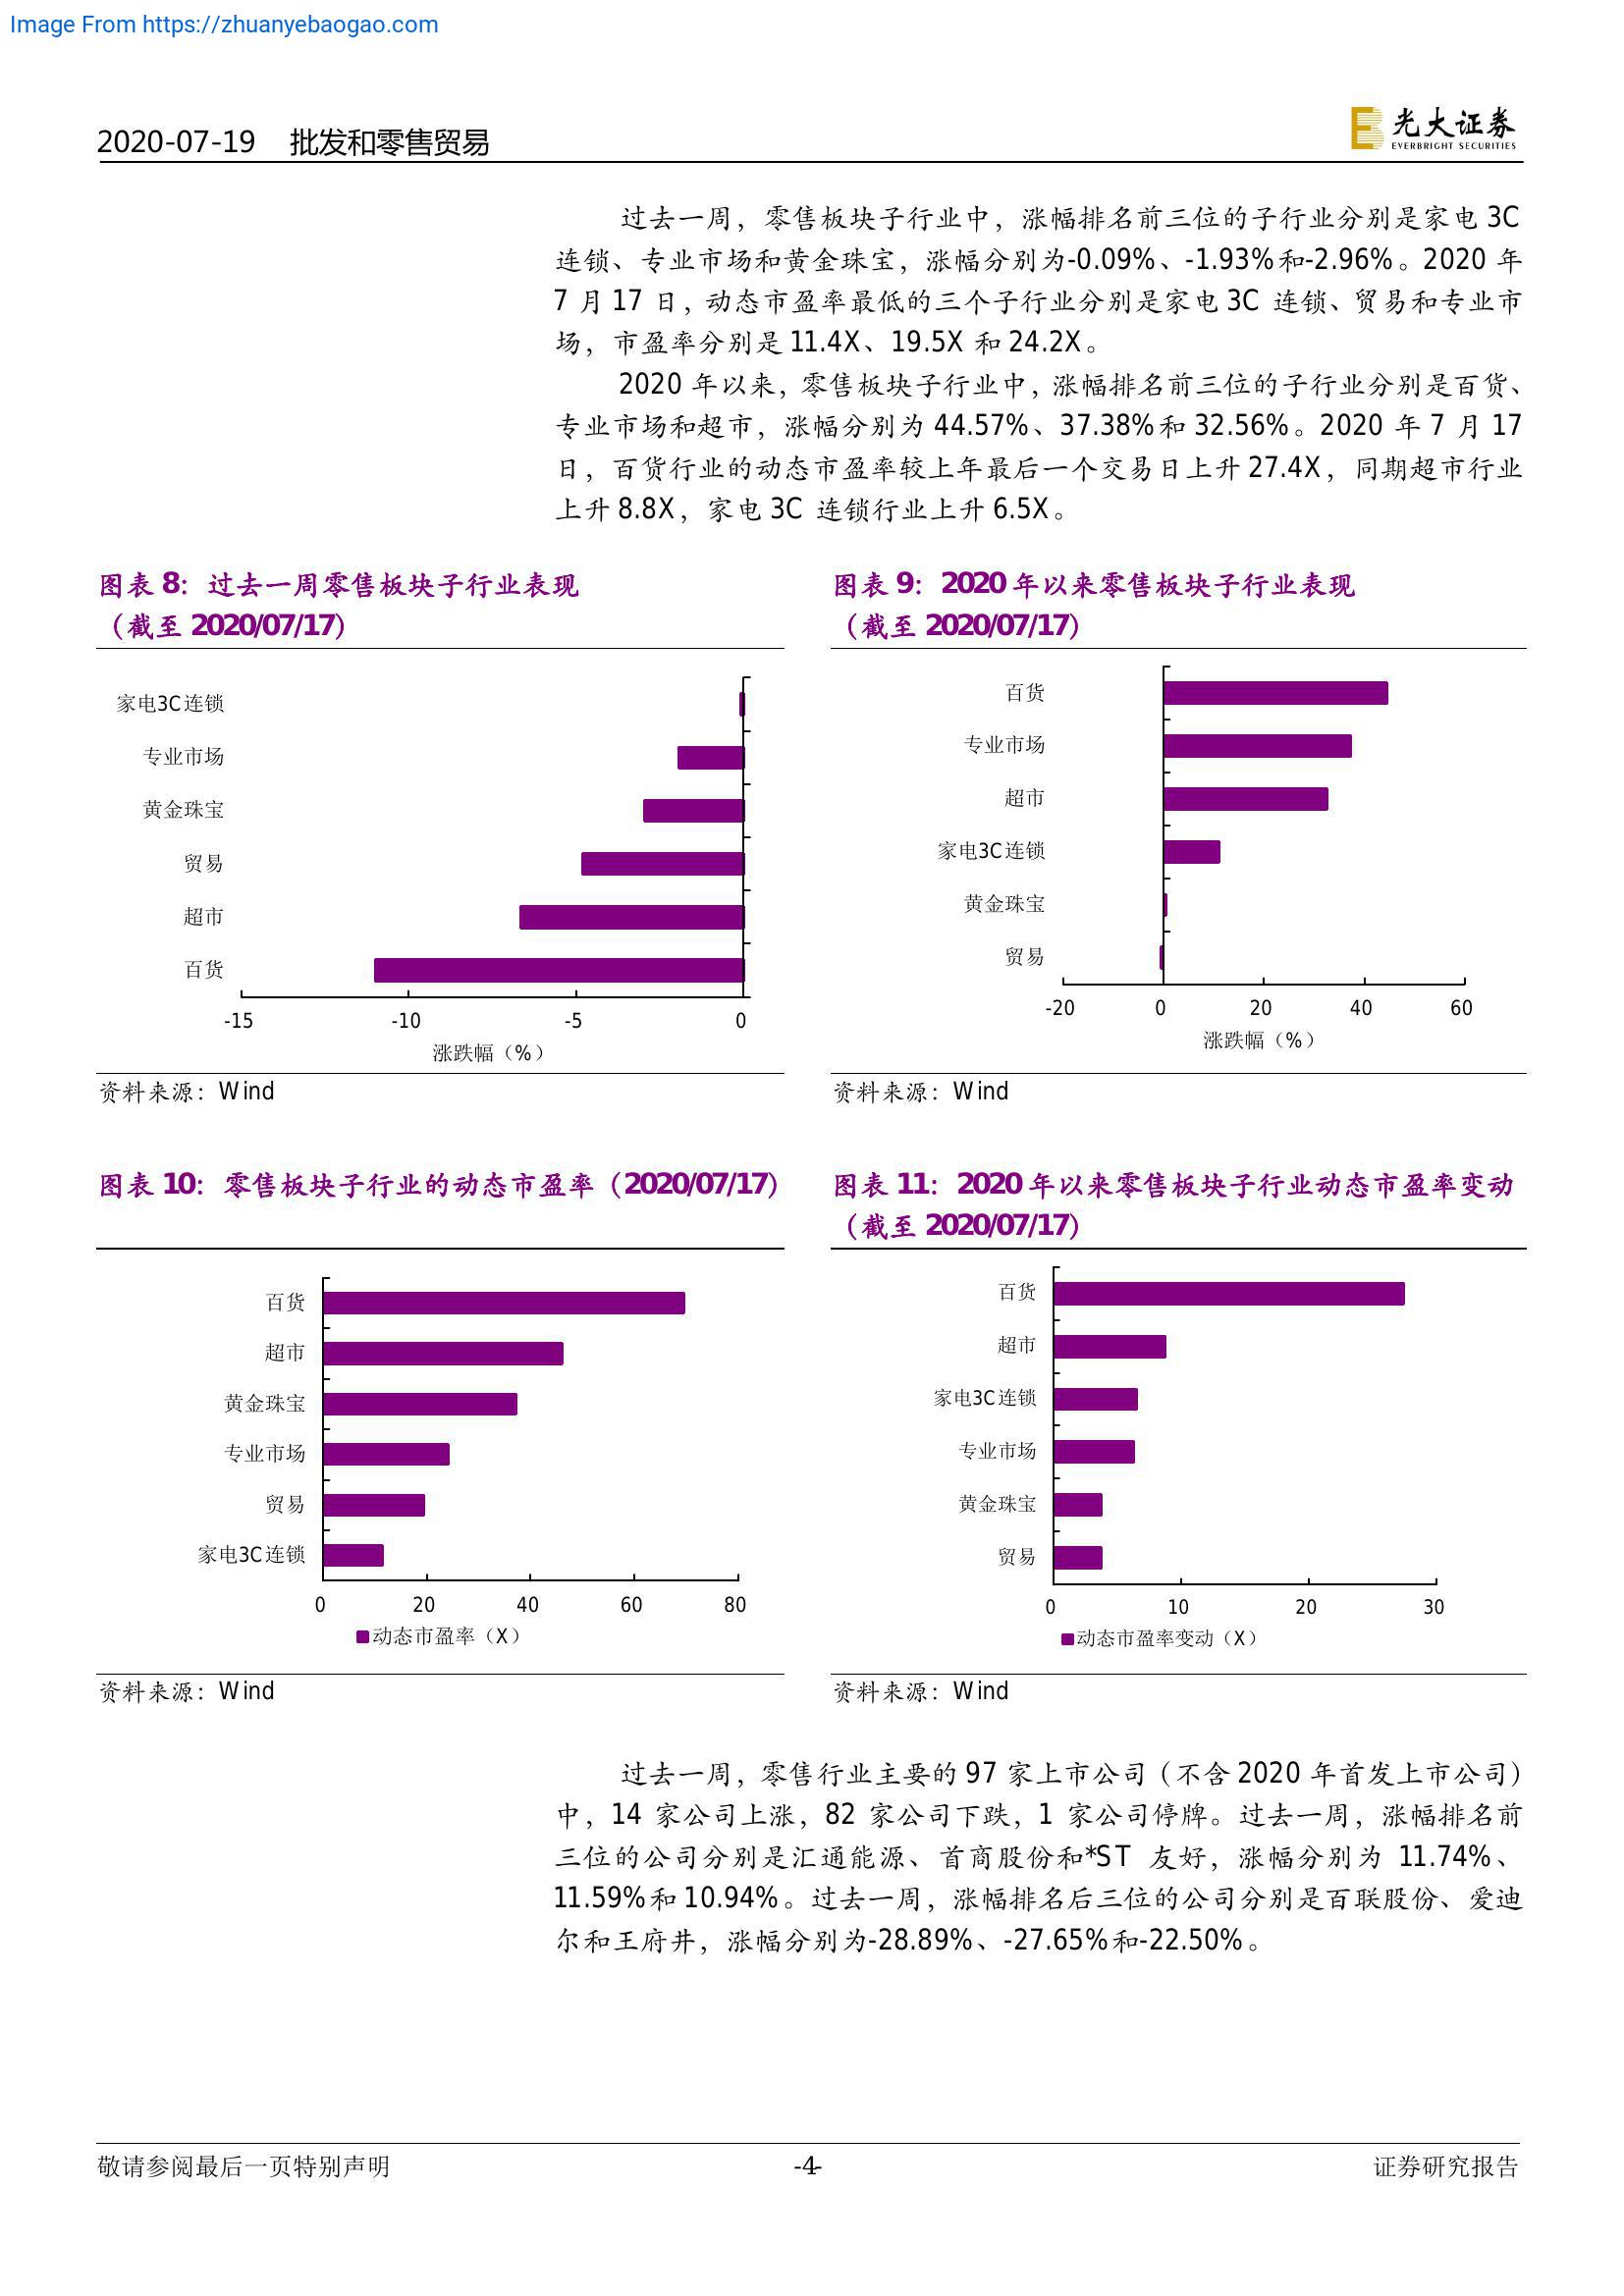 Image From https://zhuanyebaogao.com
2020-07-19 批发和零售贸易
光大证券
EVERBRIGHT SECURITIES
过去一周，零售板块子行业中，涨幅排名前三位的子行业分别是家电 3C
连锁、专业市场和黄金珠宝，涨幅分别为-0.09%、-1.93%和-2.96%。2020 年
7 月 17 日，动态市盈率最低的三个子行业分别是家电 3C 连锁、贸易和专业市
场，市盈率分别是 11.4X、19.5X 和 24.2X。
2020 年以来，零售板块子行业中，涨幅排名前三位的子行业分别是百货、
专业市场和超市，涨幅分别为 44.57%、37.38%和 32.56%。2020 年 7 月 17
日，百货行业的动态市盈率较上年最后一个交易日上升 27.4X，同期超市行业
上升 8.8X，家电 3C 连锁行业上升 6.5X。
图表 8：过去一周零售板块子行业表现
（截至 2020/07/17）
家电3C连锁
专业市场
黄金珠宝
贸易
超市
百货
-15 -10 -5 0
涨跌幅（%）
资料来源：Wind
图表 9：2020 年以来零售板块子行业表现
（截至 2020/07/17）
百货
专业市场
超市
家电3C连锁
黄金珠宝
贸易
-20 0 20 40 60
涨跌幅（%）
资料来源：Wind
图表 10：零售板块子行业的动态市盈率（2020/07/17）
百货
超市
黄金珠宝
专业市场
贸易
家电3C连锁
0 20 40 60 80
动态市盈率（X）
资料来源：Wind
图表 11：2020 年以来零售板块子行业动态市盈率变动
（截至 2020/07/17）
百货
超市
家电3C连锁
专业市场
黄金珠宝
贸易
0 10 20 30
动态市盈率变动（X）
资料来源：Wind
过去一周，零售行业主要的 97 家上市公司（不含 2020 年首发上市公司）
中，14 家公司上涨，82 家公司下跌，1 家公司停牌。过去一周，涨幅排名前
三位的公司分别是汇通能源、首商股份和*ST 友好，涨幅分别为 11.74%、
11.59%和 10.94%。过去一周，涨幅排名后三位的公司分别是百联股份、爱迪
尔和王府井，涨幅分别为-28.89%、-27.65%和-22.50%。
敬请参阅最后一页特别声明 -4- 证券研究报告